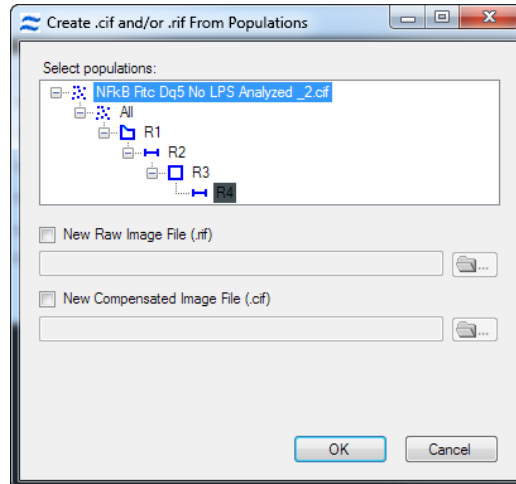 Create .cif and/or .rif From Populations
Select populations:
NFkB Fitc Dq5 No LPS Analyzed _2.cif
All
R1
R2
R3
R4
New Raw Image File (.rif)
...
New Compensated Image File (.cif)
...
OK Cancel